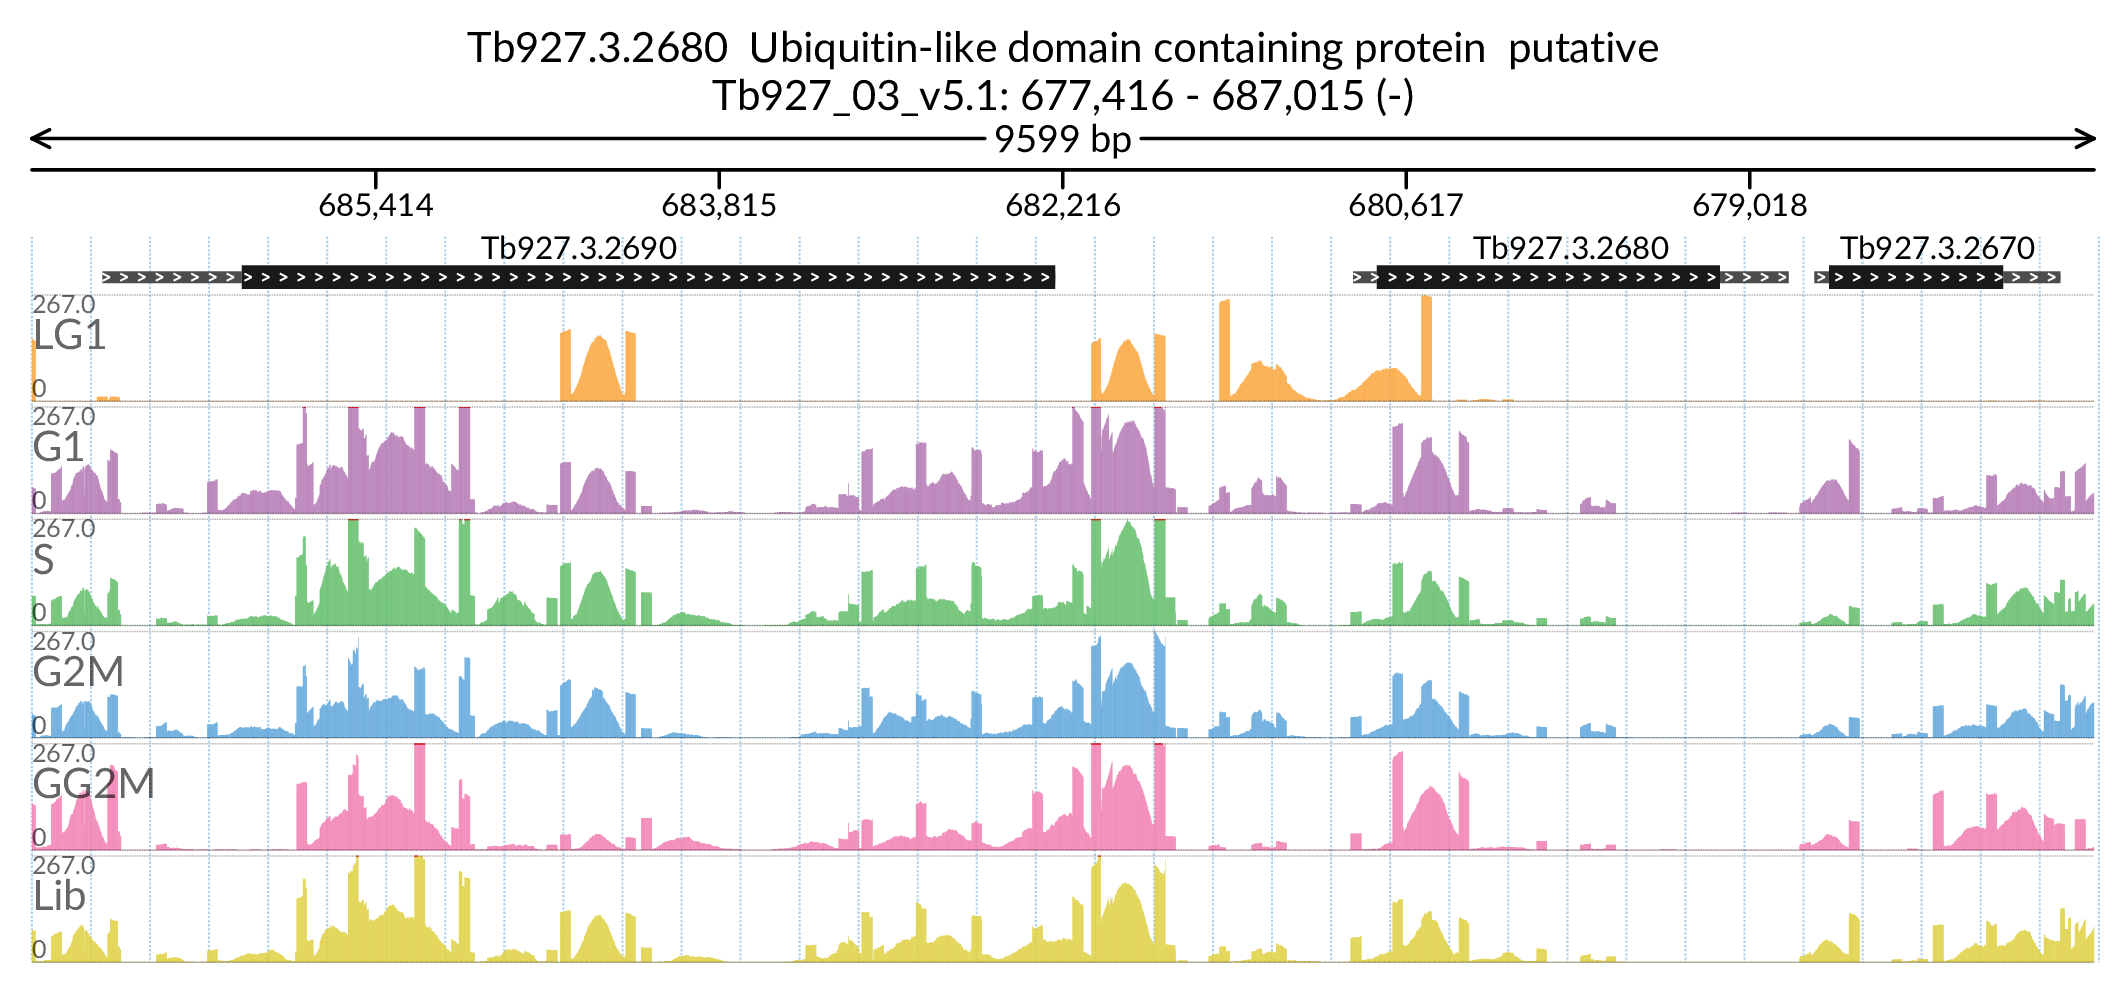 Tb927.3.2680  Ubiquitin-like domain containing protein  putative
Tb927_03_v5.1: 677,416 - 687,015 (-)
9599 bp
685,414 683,815 682,216 680,617 679,018
Tb927.3.2690 Tb927.3.2680 Tb927.3.2670
267.0
LG1
0
267.0
G1
0
267.0
S
0
267.0
G2M
0
267.0
GG2M
0
267.0
Lib
0